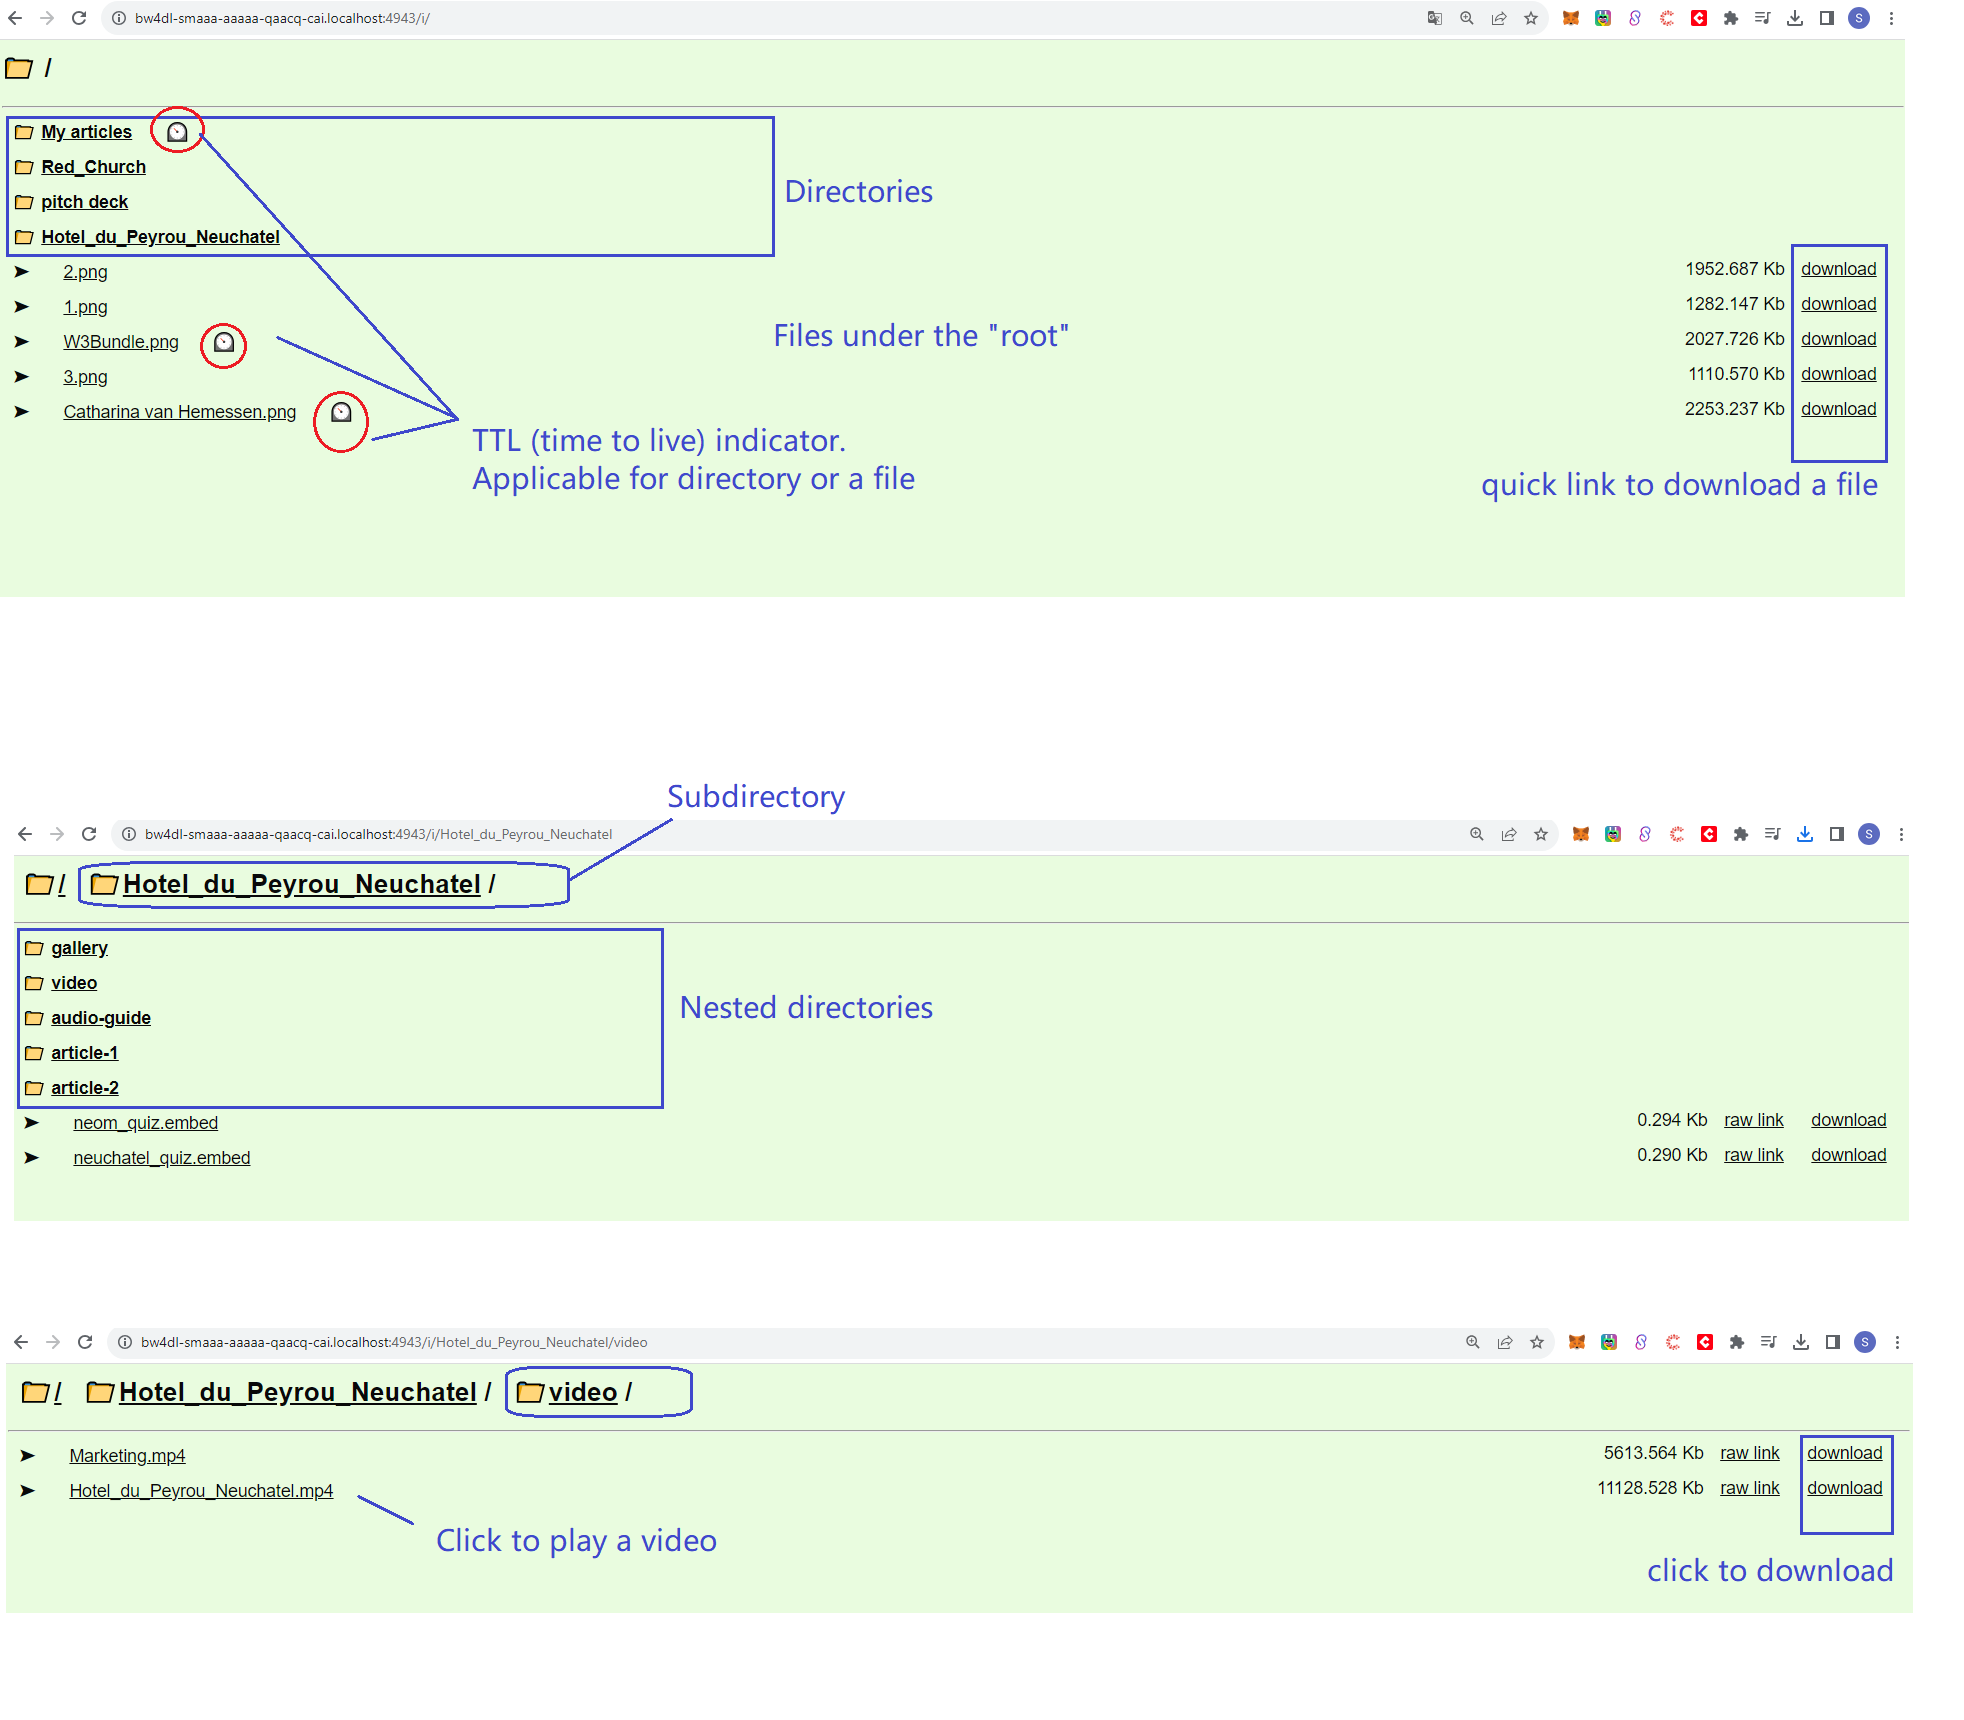 bw4dl-smaaa-aaaaa-qaacq-cai.localhost:4943/i/
S
/
My articles
Red_Church
pitch deck
Hotel_du_Peyrou_Neuchatel
Directories
2.png 1952.687 Kb download
1.png 1282.147 Kb download
W3Bundle.png 2027.726 Kb download
3.png 1110.570 Kb download
Catharina van Hemessen.png 2253.237 Kb download
Files under the "root"
TTL (time to live) indicator.
Applicable for directory or a file
quick link to download a file
Subdirectory
bw4dl-smaaa-aaaaa-qaacq-cai.localhost:4943/i/Hotel_du_Peyrou_Neuchatel
S
/ Hotel_du_Peyrou_Neuchatel /
gallery
video
audio-guide
article-1
article-2
Nested directories
neom_quiz.embed 0.294 Kb raw link download
neuchatel_quiz.embed 0.290 Kb raw link download
bw4dl-smaaa-aaaaa-qaacq-cai.localhost:4943/i/Hotel_du_Peyrou_Neuchatel/video
S
/ Hotel_du_Peyrou_Neuchatel / video /
Marketing.mp4 5613.564 Kb raw link download
Hotel_du_Peyrou_Neuchatel.mp4 11128.528 Kb raw link download
Click to play a video
click to download